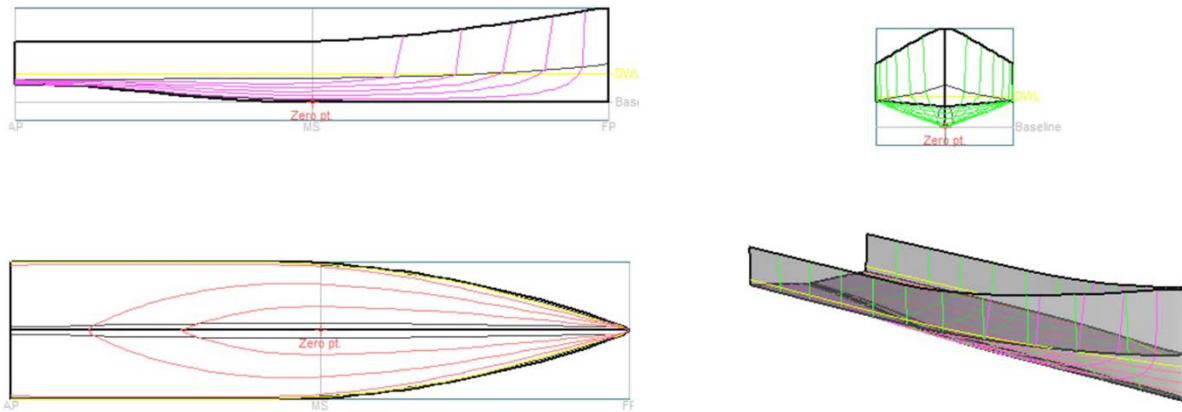 DWL
Base
Zero pt.
AP
MS
FP
DWL
Baseline
Zero pt.
Zero pt.
AP
MS
FP